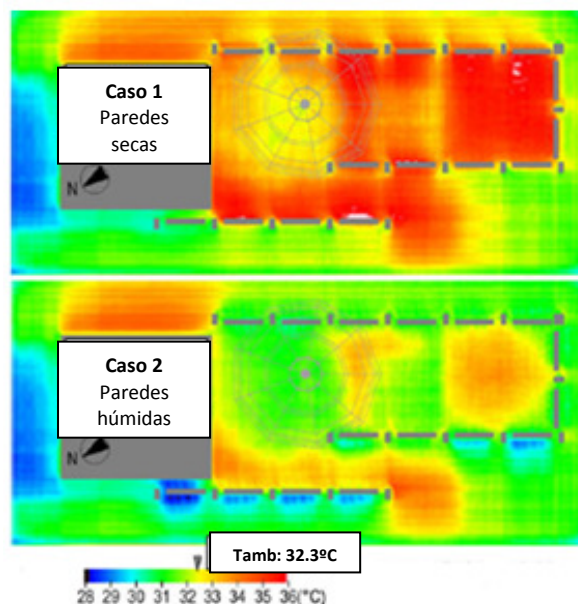 Caso 1
Paredes
secas
N
Caso 2
Paredes
húmidas
N
Tamb: 32.3ºC
28 29 30 31 32 33 34 35 36(°C)